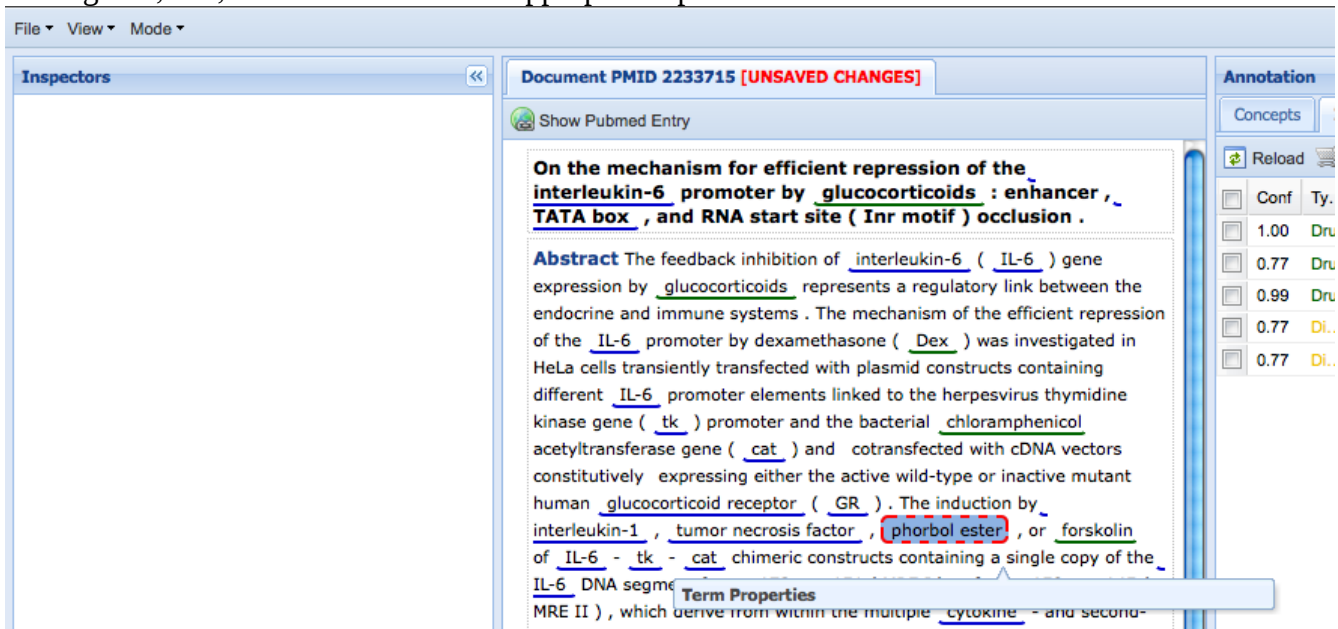 File View Mode
Inspectors
Document PMID 2233715 [UNSAVED CHANGES]
Show Pubmed Entry
On the mechanism for efficient repression of the
interleukin-6 promoter by glucocorticoids : enhancer ,
TATA box , and RNA start site ( Inr motif ) occlusion .
Abstract The feedback inhibition of interleukin-6 ( IL-6 ) gene
expression by glucocorticoids represents a regulatory link between the
endocrine and immune systems . The mechanism of the efficient repression
of the IL-6 promoter by dexamethasone ( Dex ) was investigated in
HeLa cells transiently transfected with plasmid constructs containing
different IL-6 promoter elements linked to the herpesvirus thymidine
kinase gene ( tk ) promoter and the bacterial chloramphenicol
acetyltransferase gene ( cat ) and cotransfected with cDNA vectors
constitutively expressing either the active wild-type or inactive mutant
human glucocorticoid receptor ( GR ) . The induction by
interleukin-1 , tumor necrosis factor , phorbol ester , or forskolin
of IL-6 - tk - cat chimeric constructs containing a single copy of the
IL-6 DNA segme
Term Properties
MRE II ) , which derive from within the multiple cytokine - and second-
Annotation
Concepts
Reload
Conf Ty.
1.00 Dru
0.77 Dru
0.99 Dru
0.77 Di..
0.77 Di..